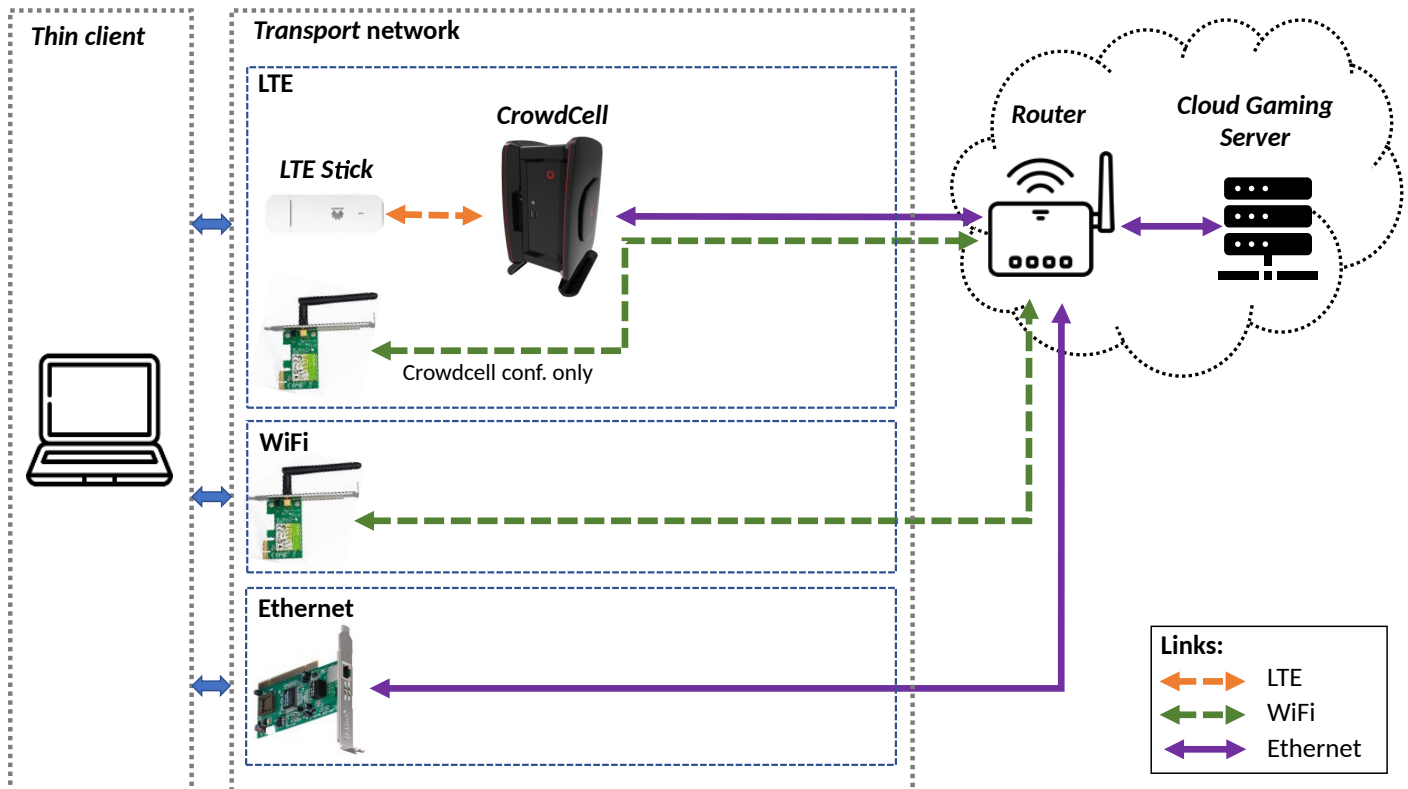 Thin client
Transport network
LTE
CrowdCell
LTE Stick
Crowdcell conf. only
WiFi
Ethernet
Router
Cloud Gaming
Server
Links:
LTE
WiFi
Ethernet